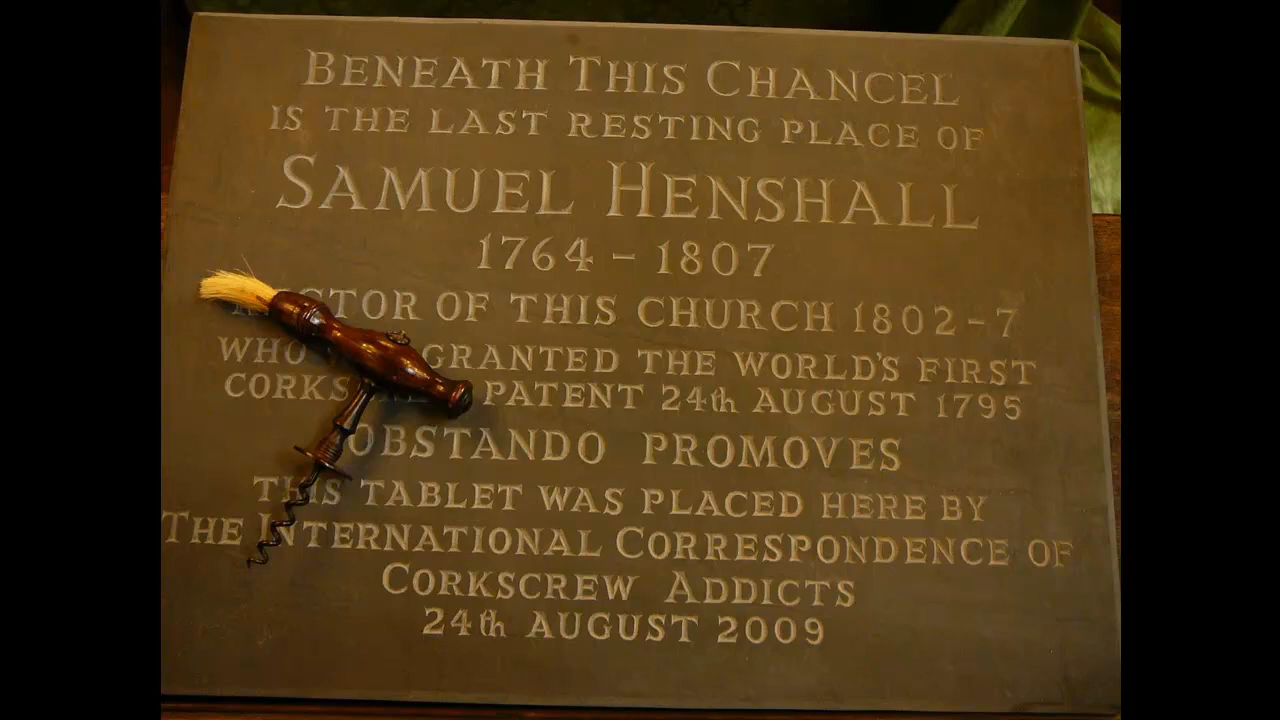 BENEATH THIS CHANCEL
IS THE LAST RESTING PLACE OF
SAMUEL HENSHALL
1764 - 1807
OF THIS CHURCH 1802-7
WHO GRANTED THE WORLD'S FIRST
PATENT 24th AUGUST 1795
OBSTANDO PROMOVES
THIS TABLET WAS PLACED HERE BY
THE INTERNATIONAL CORRESPONDENCE OF
CORKSCREW ADDICTS
24th AUGUST 2009